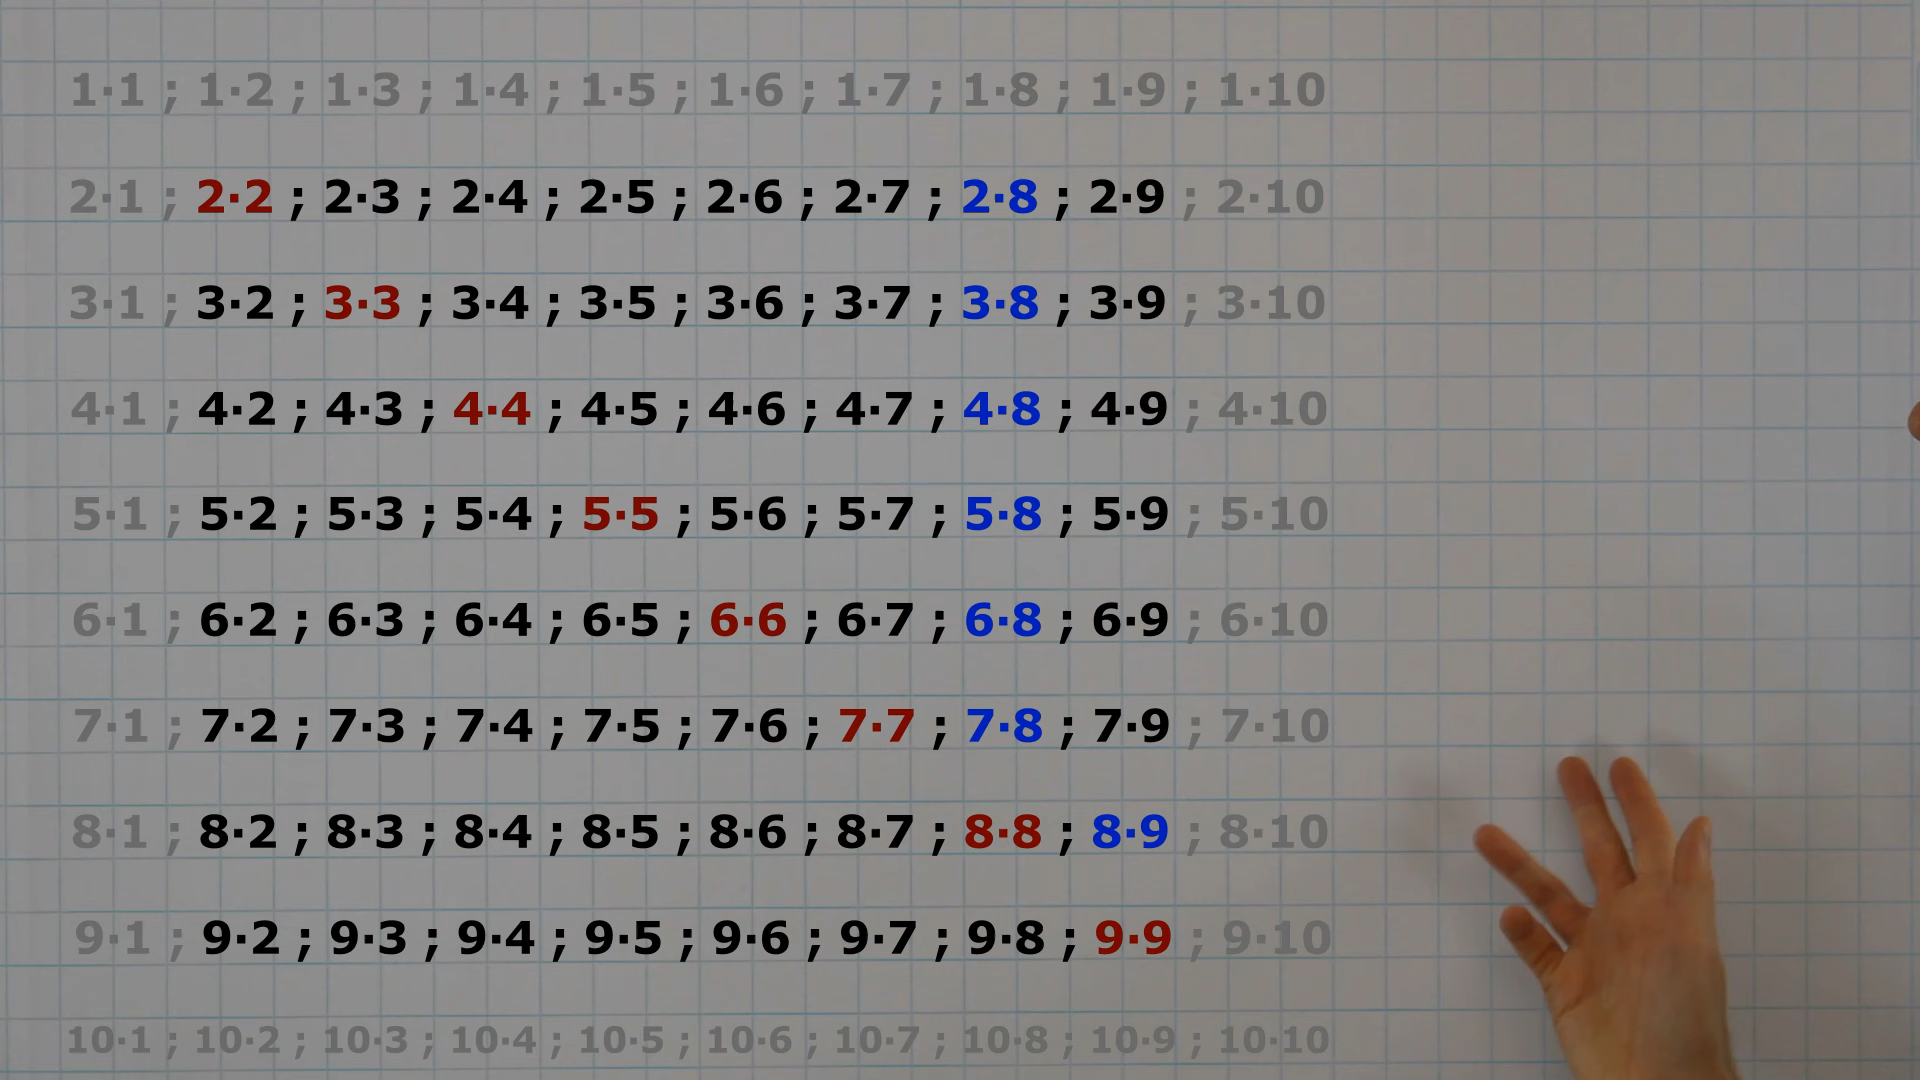 1·1 ; 1·2 ; 1·3 ; 1·4 ; 1·5 ; 1·6 ; 1·7 ; 1·8 ; 1·9 ; 1·10
2·1 ; 2·2 ; 2·3 ; 2·4 ; 2·5 ; 2·6 ; 2·7 ; 2·8 ; 2·9 ; 2·10
3·1 ; 3·2 ; 3·3 ; 3·4 ; 3·5 ; 3·6 ; 3·7 ; 3·8 ; 3·9 ; 3·10
4·1 ; 4·2 ; 4·3 ; 4·4 ; 4·5 ; 4·6 ; 4·7 ; 4·8 ; 4·9 ; 4·10
5·1 ; 5·2 ; 5·3 ; 5·4 ; 5·5 ; 5·6 ; 5·7 ; 5·8 ; 5·9 ; 5·10
6·1 ; 6·2 ; 6·3 ; 6·4 ; 6·5 ; 6·6 ; 6·7 ; 6·8 ; 6·9 ; 6·10
7·1 ; 7·2 ; 7·3 ; 7·4 ; 7·5 ; 7·6 ; 7·7 ; 7·8 ; 7·9 ; 7·10
8·1 ; 8·2 ; 8·3 ; 8·4 ; 8·5 ; 8·6 ; 8·7 ; 8·8 ; 8·9 ; 8·10
9·1 ; 9·2 ; 9·3 ; 9·4 ; 9·5 ; 9·6 ; 9·7 ; 9·8 ; 9·9 ; 9·10
10·1 ; 10·2 ; 10·3 ; 10·4 ; 10·5 ; 10·6 ; 10·7 ; 10·8 ; 10·9 ; 10·10